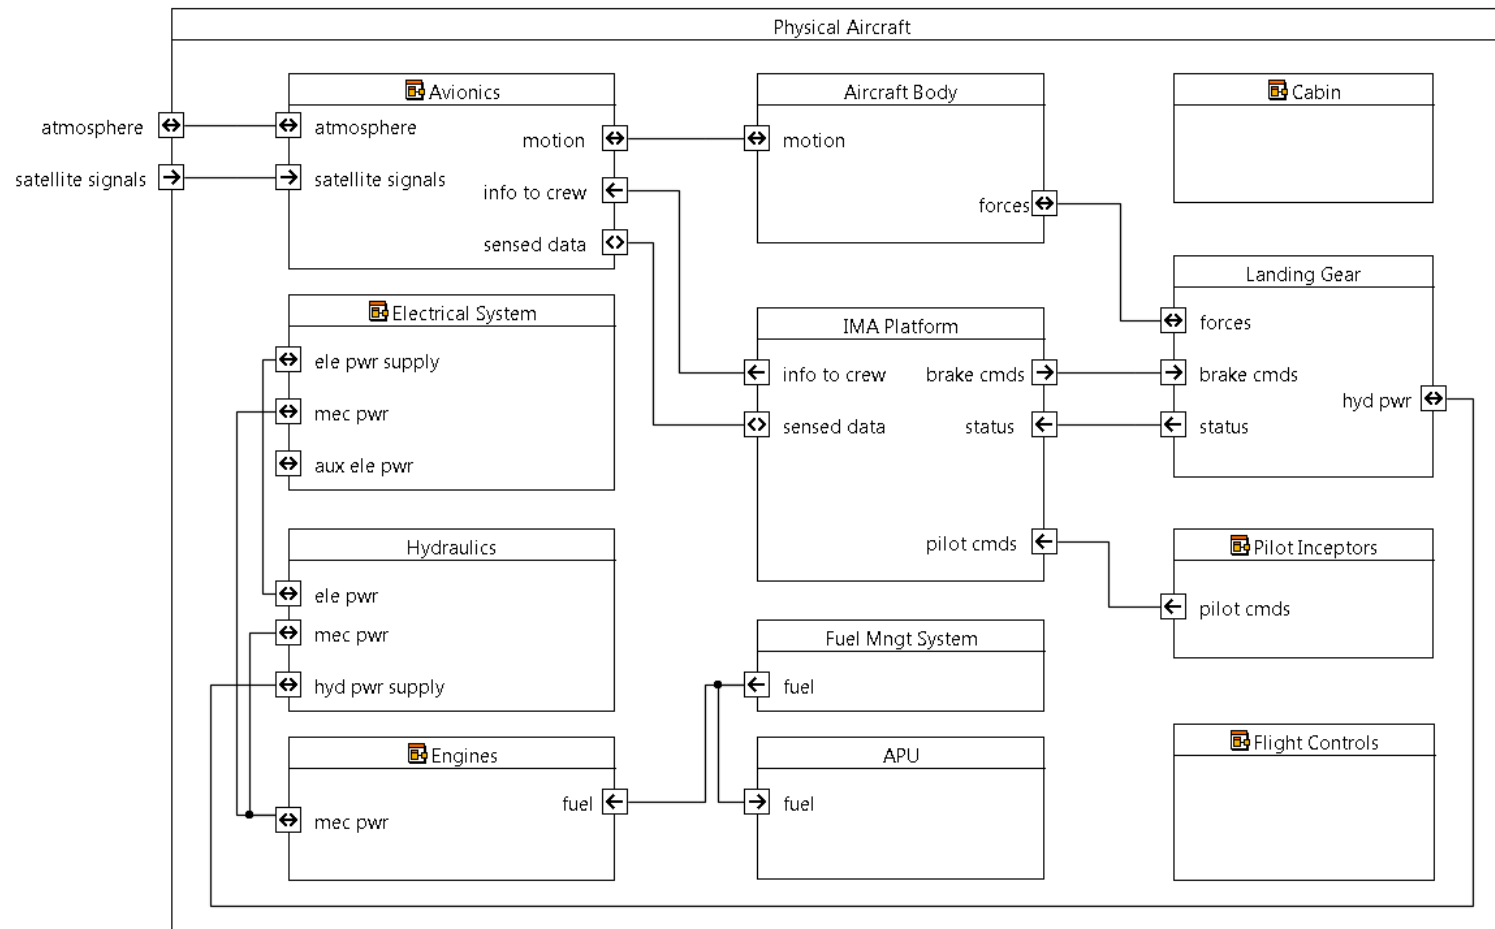 Physical Aircraft
atmosphere
satellite signals
Avionics
atmosphere
satellite signals
motion
info to crew
sensed data
Aircraft Body
motion
forces
Cabin
Electrical System
ele pwr supply
mec pwr
aux ele pwr
IMA Platform
info to crew
sensed data
brake cmds
status
pilot cmds
Landing Gear
forces
brake cmds
status
hyd pwr
Hydraulics
ele pwr
mec pwr
hyd pwr supply
Pilot Inceptors
pilot cmds
Fuel Mngt System
fuel
Engines
fuel
mec pwr
APU
fuel
Flight Controls